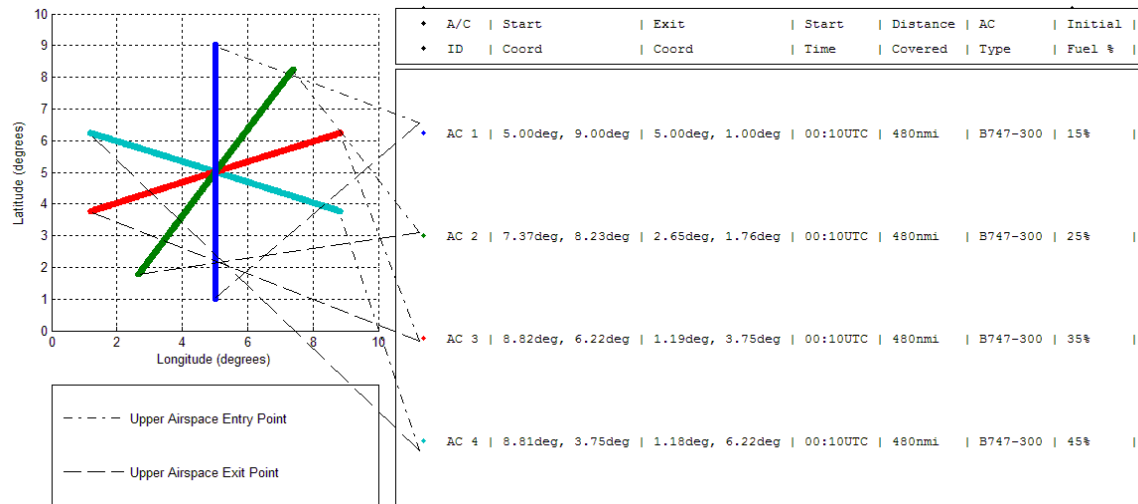 10
9
8
7
6
5
4
3
2
1
0
0 2 4 6 8 10
Latitude (degrees)
Longitude (degrees)
Upper Airspace Entry Point
Upper Airspace Exit Point
A/C | Start | Exit | Start | Distance | AC | Initial |
ID | Coord | Coord | Time | Covered | Type | Fuel % |
AC 1 | 5.00deg, 9.00deg | 5.00deg, 1.00deg | 00:10UTC | 480nmi | B747-300 | 15% |
AC 2 | 7.37deg, 8.23deg | 2.65deg, 1.76deg | 00:10UTC | 480nmi | B747-300 | 25% |
AC 3 | 8.82deg, 6.22deg | 1.19deg, 3.75deg | 00:10UTC | 480nmi | B747-300 | 35% |
AC 4 | 8.81deg, 3.75deg | 1.18deg, 6.22deg | 00:10UTC | 480nmi | B747-300 | 45% |